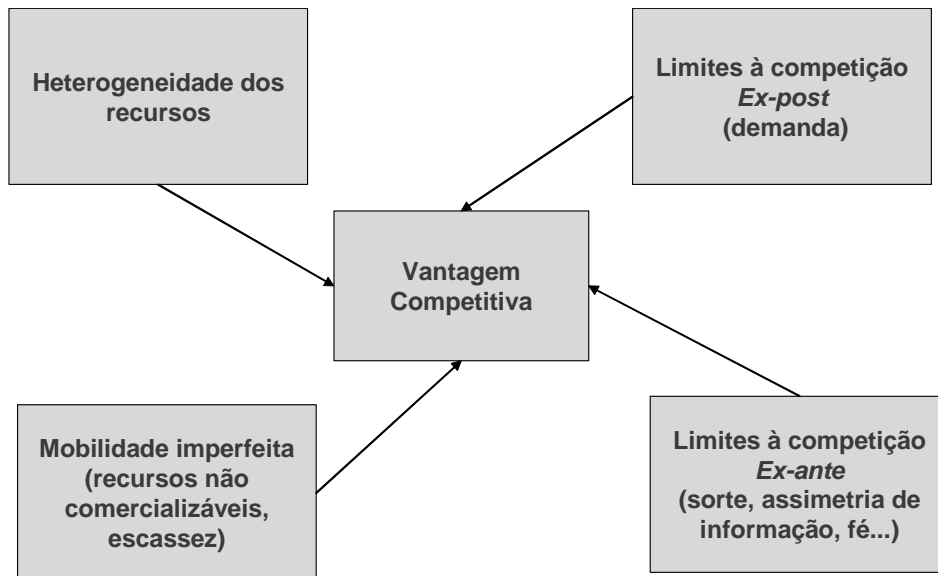 Heterogeneidade dos
recursos
Limites à competição
Ex-post
(demanda)
Vantagem
Competitiva
Mobilidade imperfeita
(recursos não
comercializáveis,
escassez)
Limites à competição
Ex-ante
(sorte, assimetria de
informação, fé...)